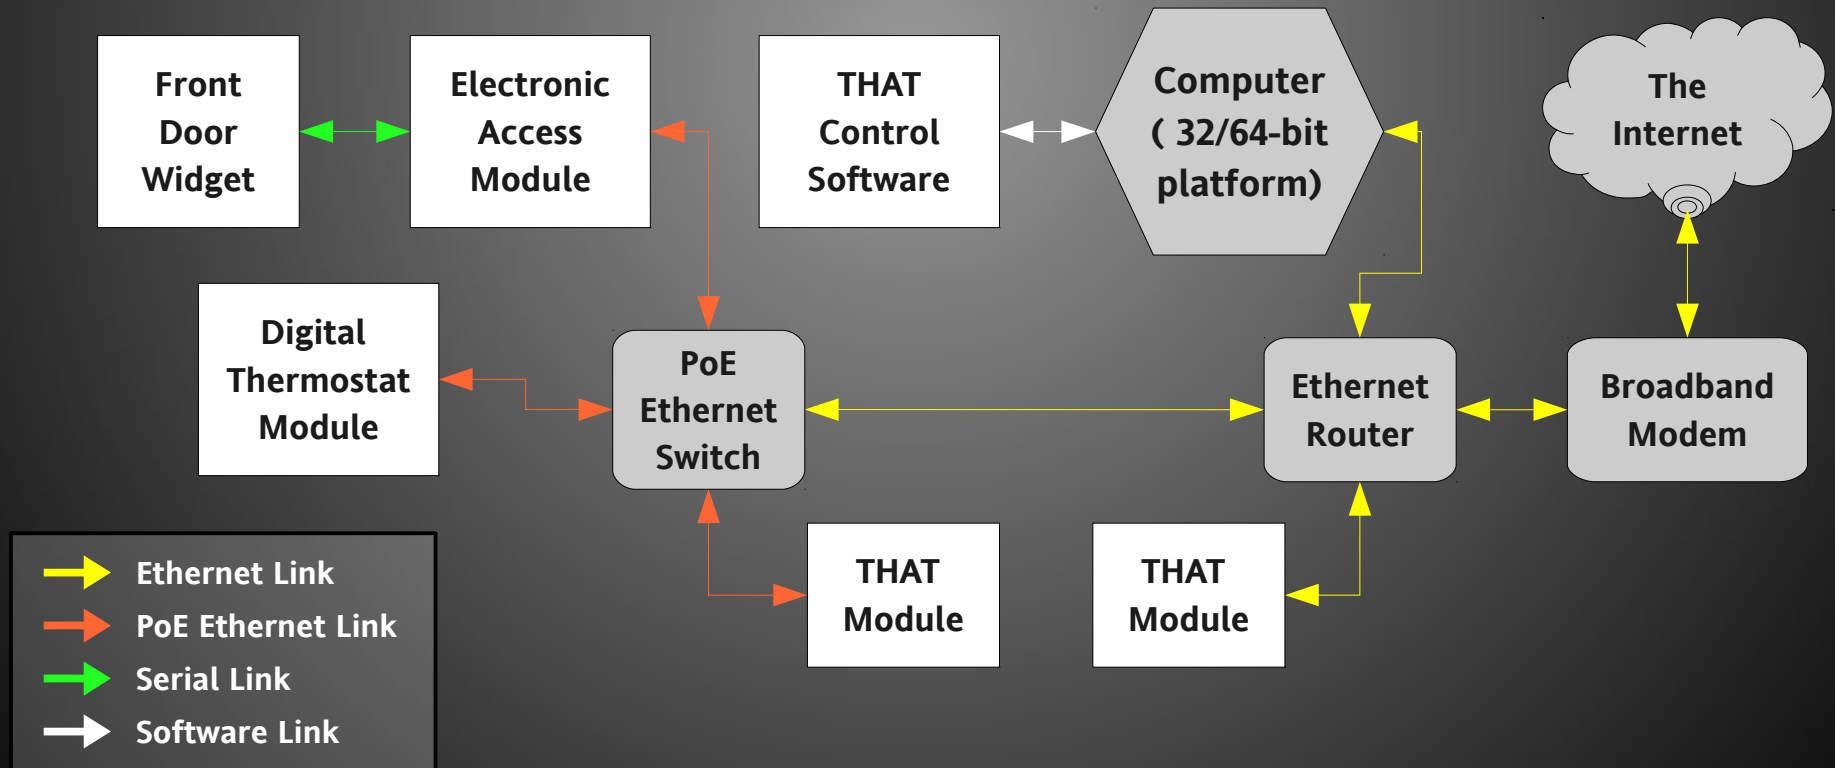 Front
Door
Widget
Electronic
Access
Module
THAT
Control
Software
Computer
( 32/64-bit
platform)
The
Internet
Digital
Thermostat
Module
PoE
Ethernet
Switch
Ethernet
Router
Broadband
Modem
THAT
Module
THAT
Module
Ethernet Link
PoE Ethernet Link
Serial Link
Software Link